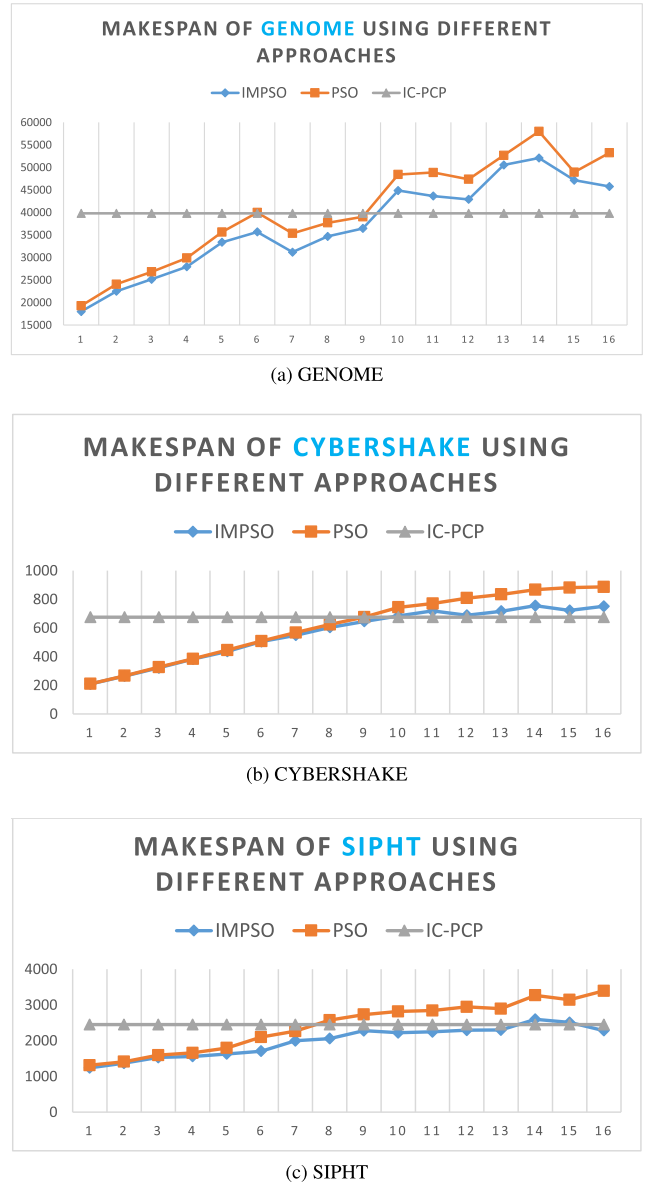 MAKESPAN OF GENOME USING DIFFERENT
APPROACHES
IMPSO PSO IC-PCP
60000
55000
50000
45000
40000
35000
30000
25000
20000
15000
1 2 3 4 5 6 7 8 9 10 11 12 13 14 15 16
(a) GENOME
MAKESPAN OF CYBERSHAKE USING
DIFFERENT APPROACHES
IMPSO PSO IC-PCP
1000
800
600
400
200
0
1 2 3 4 5 6 7 8 9 10 11 12 13 14 15 16
(b) CYBERSHAKE
MAKESPAN OF SIPHT USING
DIFFERENT APPROACHES
IMPSO PSO IC-PCP
4000
3000
2000
1000
0
1 2 3 4 5 6 7 8 9 10 11 12 13 14 15 16
(c) SIPHT